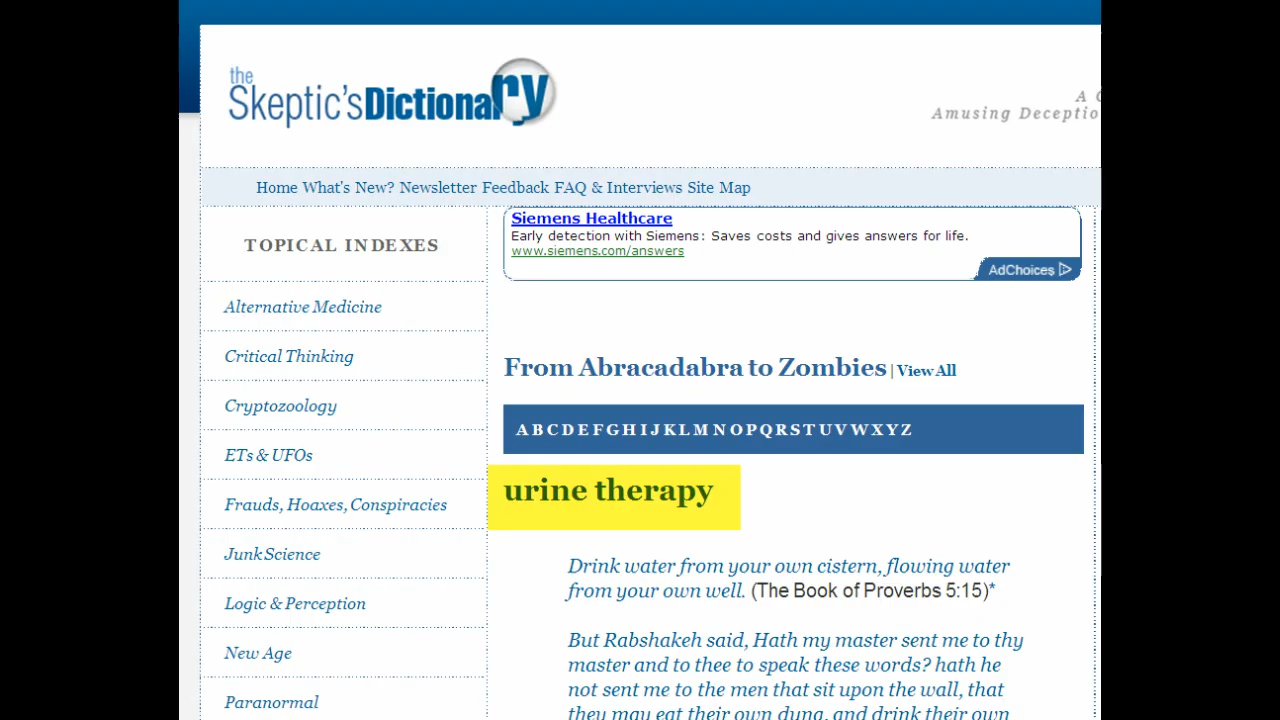 the
Skeptic'sDictionary
A
Amusing Deceptio
Home What's New? Newsletter Feedback FAQ & Interviews Site Map
TOPICAL INDEXES
Alternative Medicine
Critical Thinking
Cryptozoology
ETs & UFOs
Frauds, Hoaxes, Conspiracies
Junk Science
Logic & Perception
New Age
Paranormal
Siemens Healthcare
Early detection with Siemens: Saves costs and gives answers for life.
www.siemens.com/answers
AdChoices
From Abracadabra to Zombies | View All
A B C D E F G H I J K L M N O P Q R S T U V W X Y Z
urine therapy
Drink water from your own cistern, flowing water
from your own well. (The Book of Proverbs 5:15)*
But Rabshakeh said, Hath my master sent me to thy
master and to thee to speak these words? hath he
not sent me to the men that sit upon the wall, that
they may eat their own dung, and drink their own